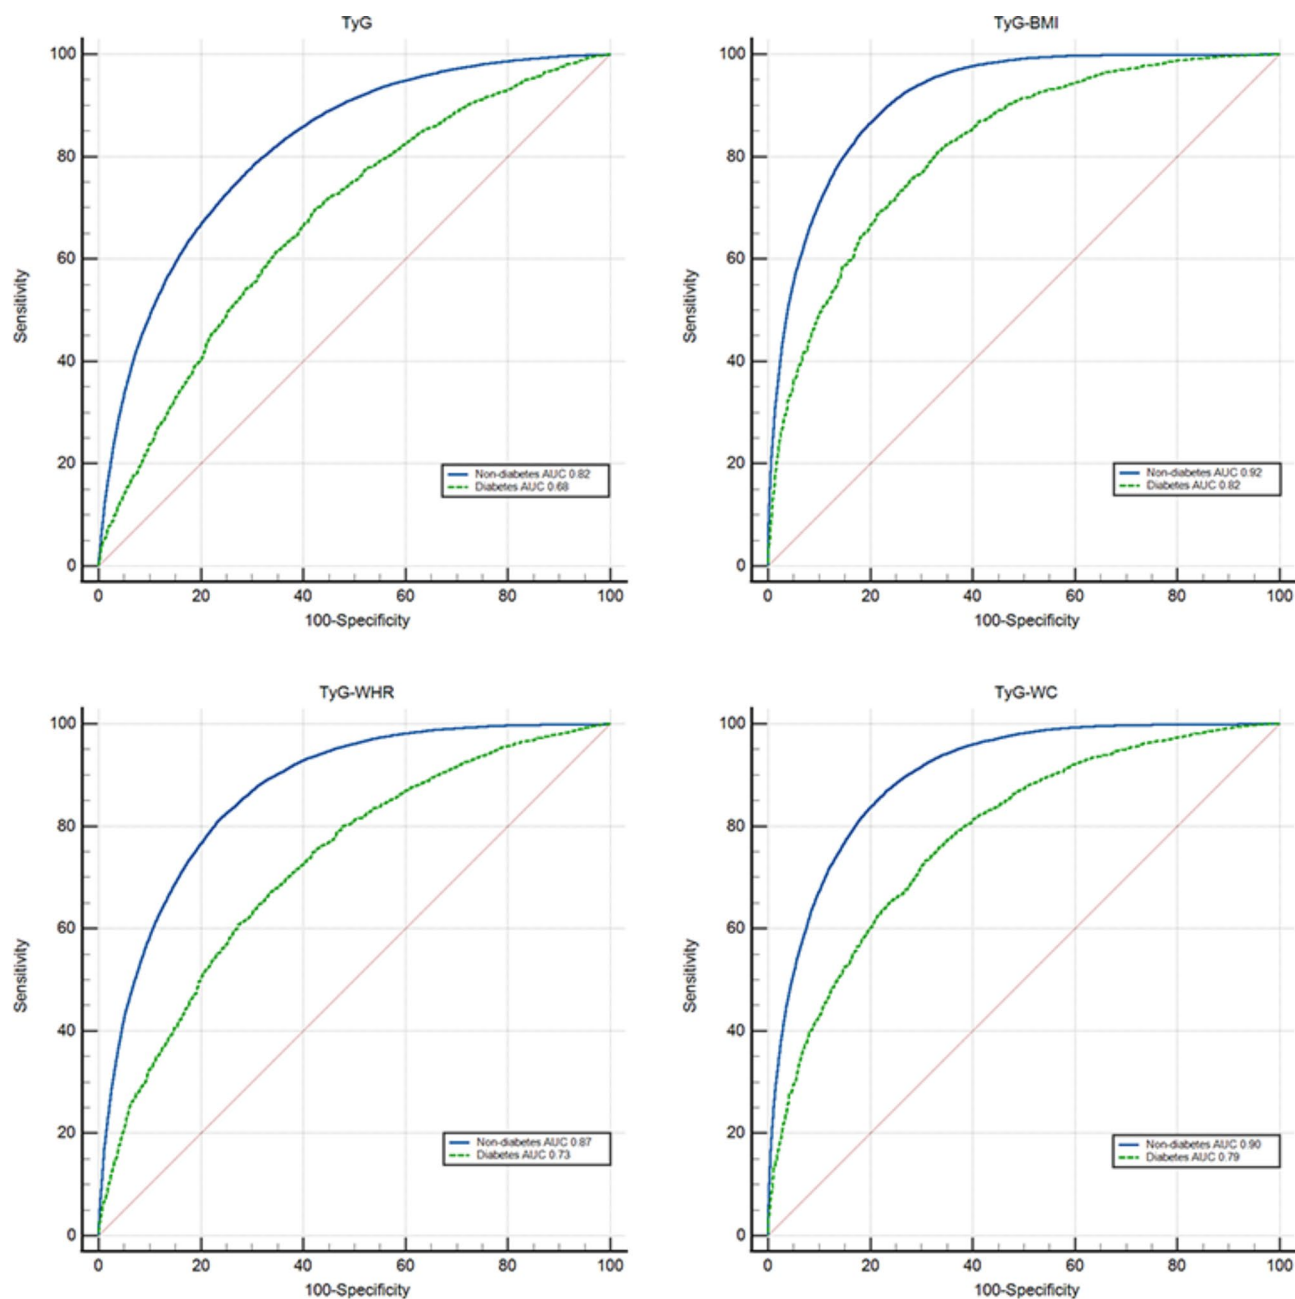 TyG
100
80
60
40
20
0
Sensitivity
Non-diabetes AUC 0.82
Diabetes AUC 0.68
0 20 40 60 80 100
100-Specificity
TyG-BMI
100
80
60
40
20
0
Sensitivity
Non-diabetes AUC 0.92
Diabetes AUC 0.82
0 20 40 60 80 100
100-Specificity
TyG-WHR
100
80
60
40
20
0
Sensitivity
Non-diabetes AUC 0.87
Diabetes AUC 0.73
0 20 40 60 80 100
100-Specificity
TyG-WC
100
80
60
40
20
0
Sensitivity
Non-diabetes AUC 0.90
Diabetes AUC 0.79
0 20 40 60 80 100
100-Specificity